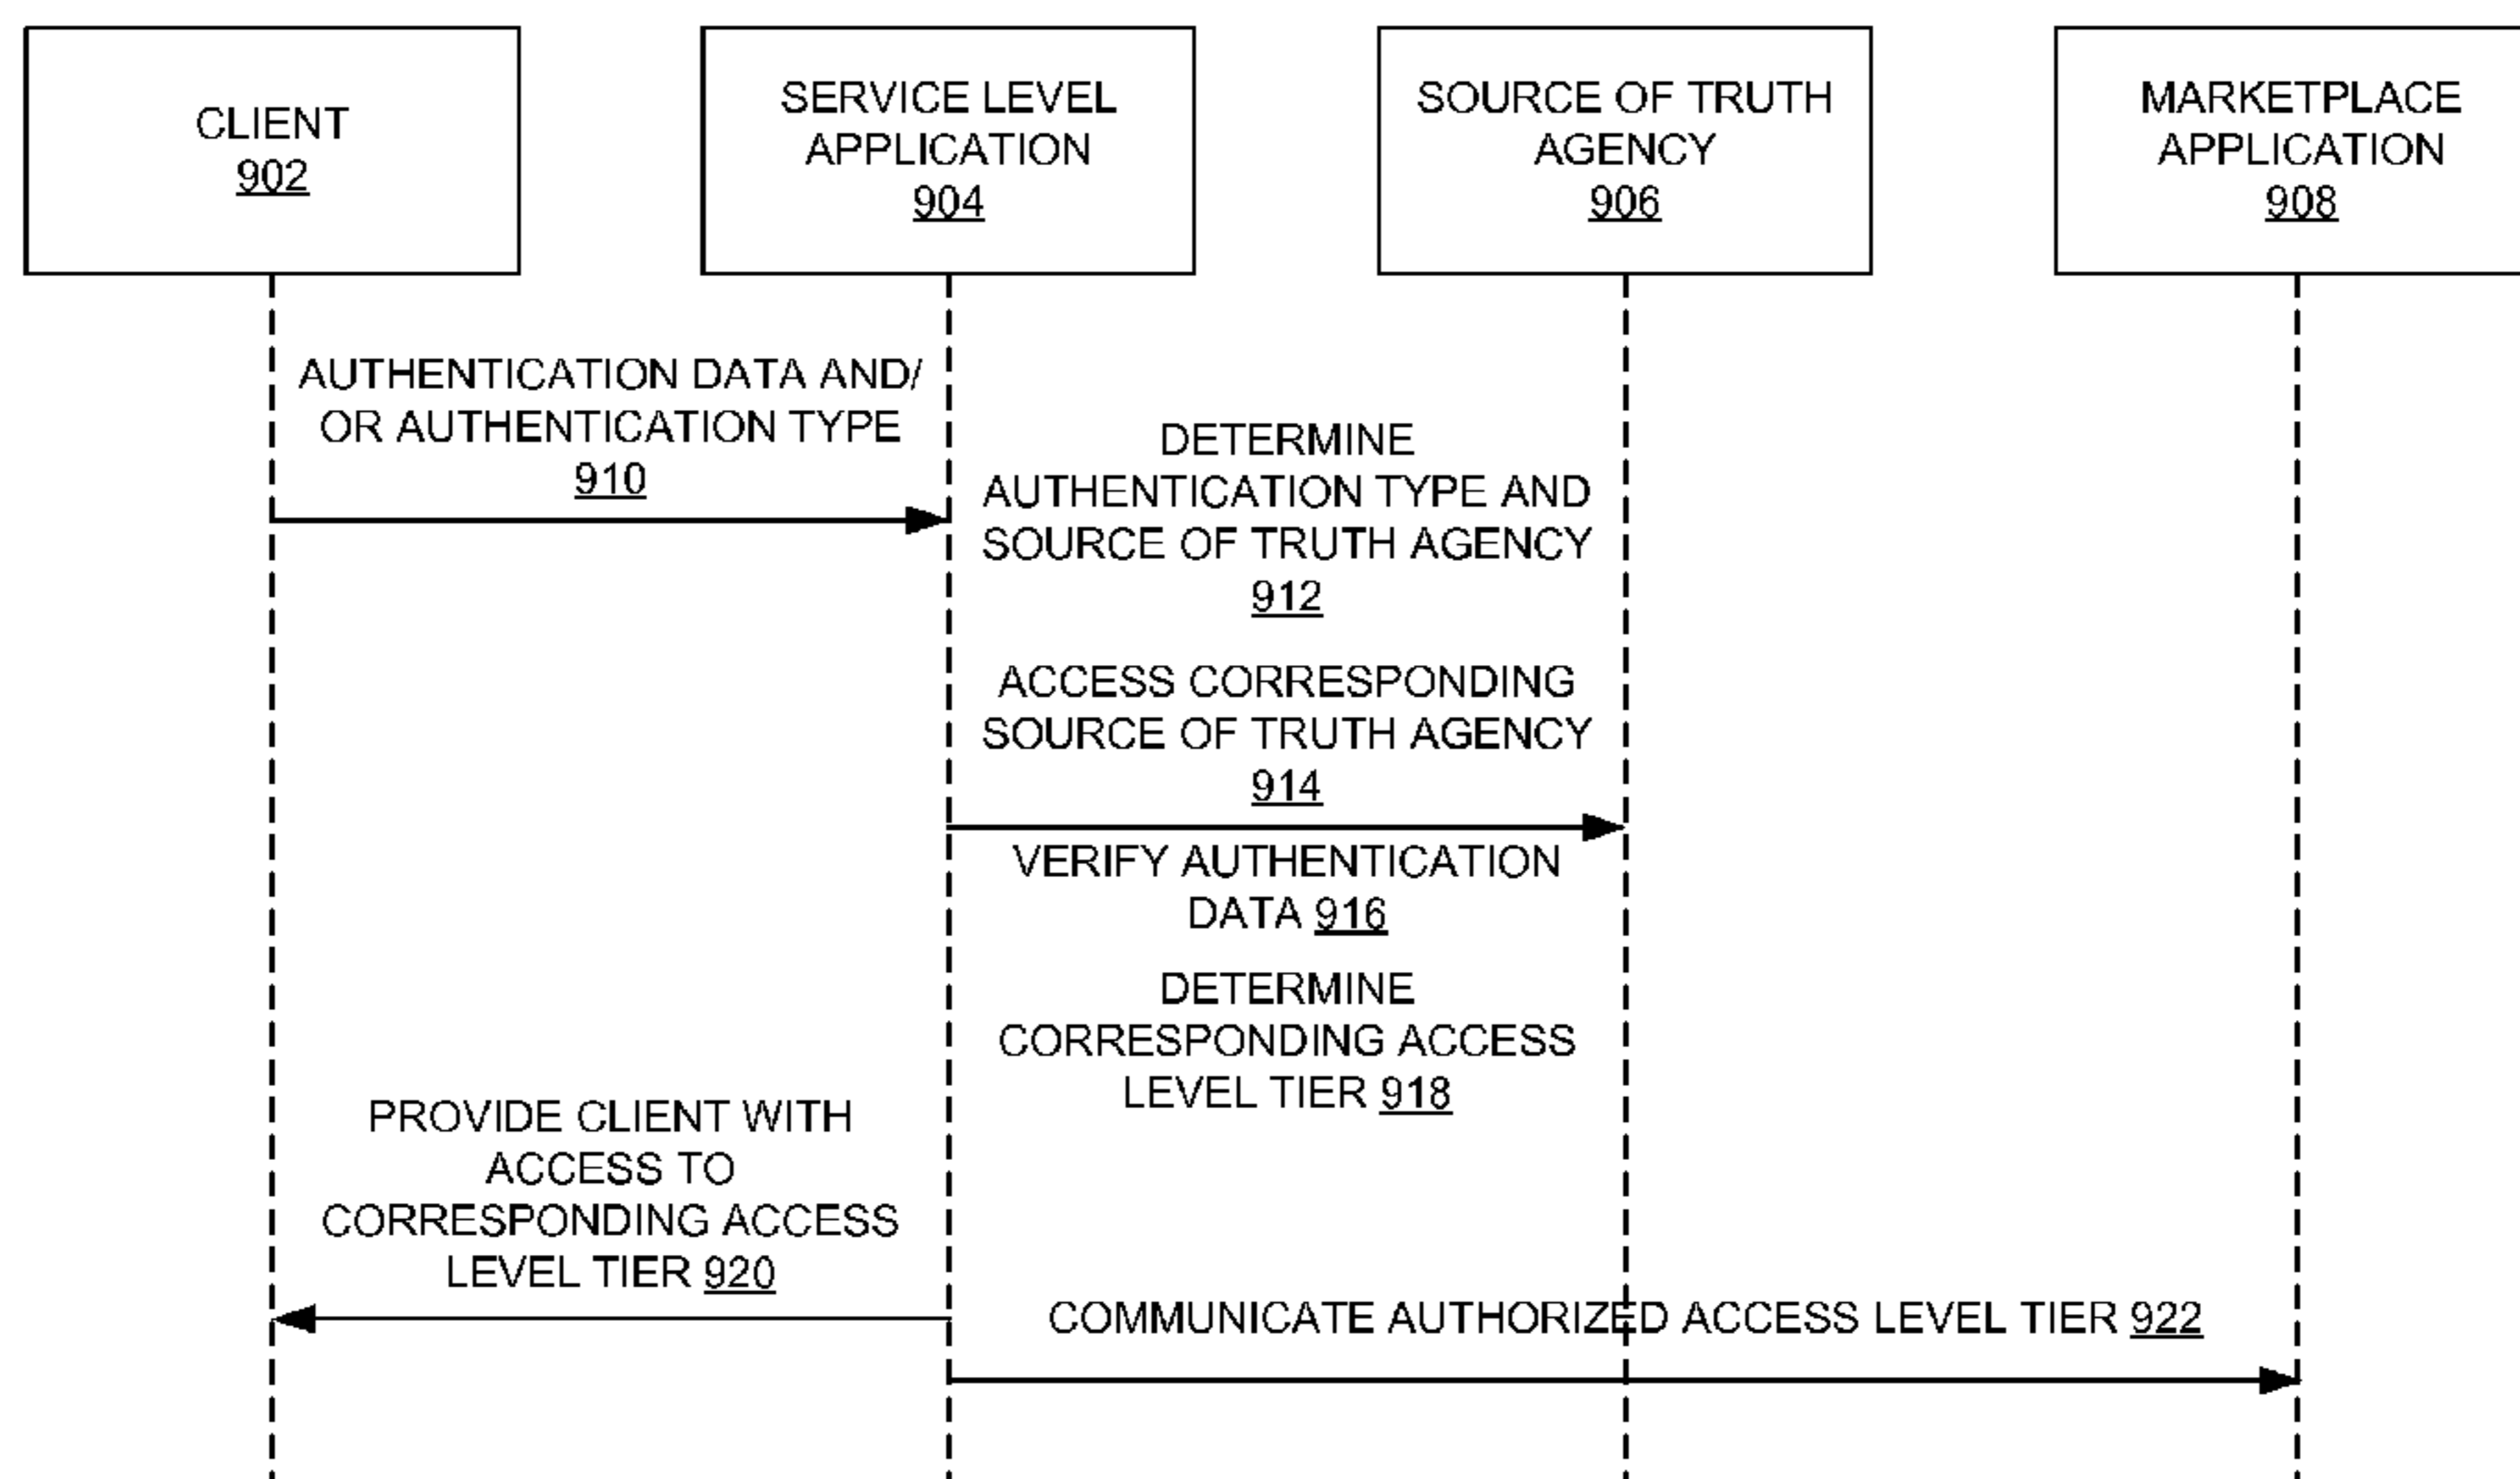 CLIENT
902
SERVICE LEVEL
APPLICATION
904
SOURCE OF TRUTH
AGENCY
906
MARKETPLACE
APPLICATION
908
AUTHENTICATION DATA AND/
OR AUTHENTICATION TYPE
910
DETERMINE
AUTHENTICATION TYPE AND
SOURCE OF TRUTH AGENCY
912
ACCESS CORRESPONDING
SOURCE OF TRUTH AGENCY
914
VERIFY AUTHENTICATION
DATA 916
DETERMINE
CORRESPONDING ACCESS
LEVEL TIER 918
PROVIDE CLIENT WITH
ACCESS TO
CORRESPONDING ACCESS
LEVEL TIER 920
COMMUNICATE AUTHORIZED ACCESS LEVEL TIER 922